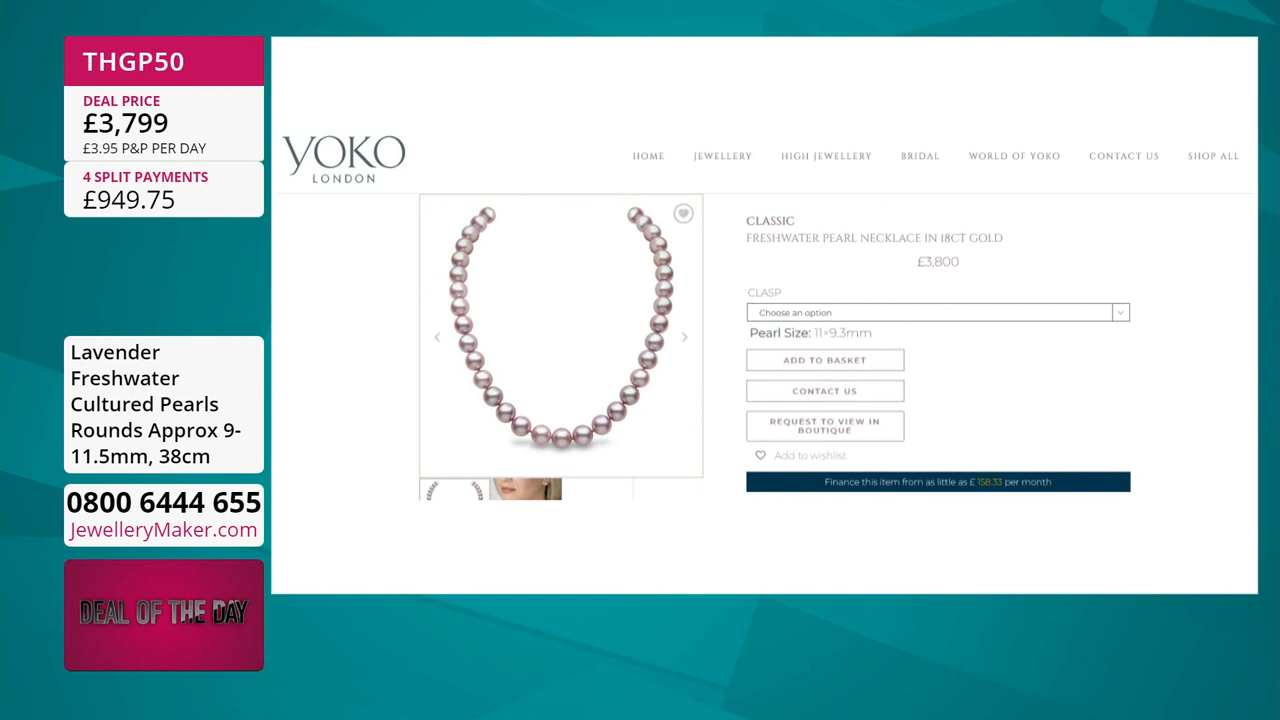 THGP50
DEAL PRICE
£3,799
£3.95 P&P PER DAY
4 SPLIT PAYMENTS
£949.75
Lavender
Freshwater
Cultured Pearls
Rounds Approx 9-
11.5mm, 38cm
0800 6444 655
JewelleryMaker.com
DEAL OF THE DAY
YOKO
LONDON
HOME JEWELLERY HIGH JEWELLERY BRIDAL WORLD OF YOKO CONTACT US SHOP ALL
CLASSIC
FRESHWATER PEARL NECKLACE IN 18CT GOLD
£3,800
CLASP
Choose an option
Pearl Size: 11×9.3mm
ADD TO BASKET
CONTACT US
REQUEST TO VIEW IN
BOUTIQUE
Add to wishlist
Finance this item from as little as £ 158.33 per month